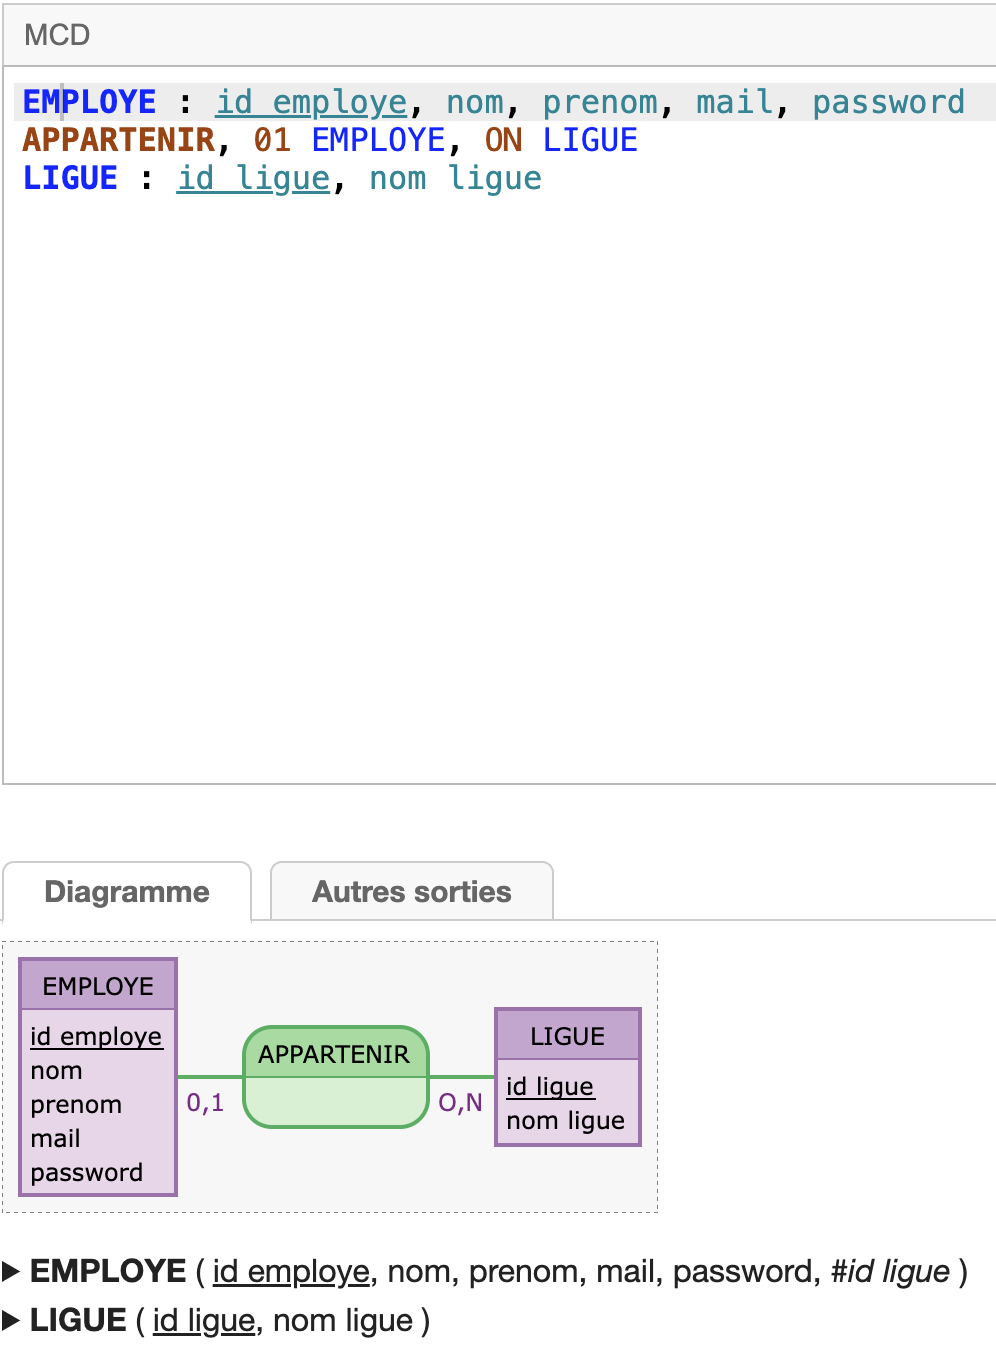 MCD
EMPLOYE : id employe, nom, prenom, mail, password
APPARTENIR, 01 EMPLOYE, ON LIGUE
LIGUE : id ligue, nom ligue
Diagramme
Autres sorties
EMPLOYE
id employe
nom
prenom
mail
password
0,1
APPARTENIR
O,N
LIGUE
id ligue
nom ligue
EMPLOYE ( id employe, nom, prenom, mail, password, #id ligue )
LIGUE ( id ligue, nom ligue )